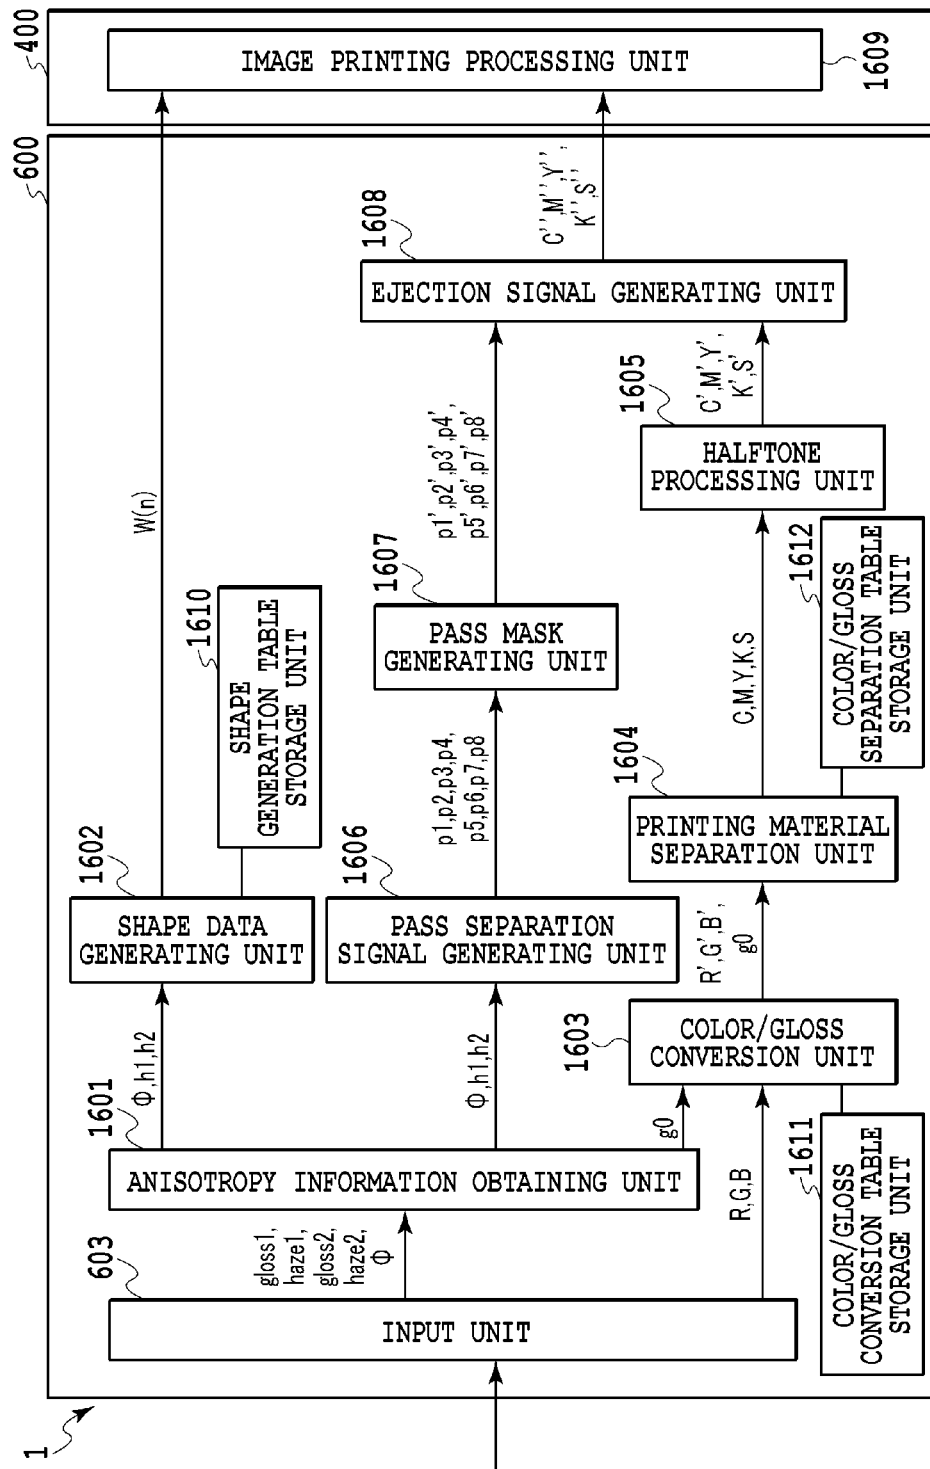 1
600
400
603
INPUT UNIT
gloss1,
haze1,
gloss2,
haze2,
Φ
R,G,B
1601
ANISOTROPY INFORMATION OBTAINING UNIT
Φ,h1,h2
Φ,h1,h2
g0
1611
COLOR/GLOSS
CONVERSION TABLE
STORAGE UNIT
1603
COLOR/GLOSS
CONVERSION UNIT
R',G',B',
g0
1602
SHAPE DATA
GENERATING UNIT
1610
SHAPE
GENERATION TABLE
STORAGE UNIT
W(n)
1606
PASS SEPARATION
SIGNAL GENERATING UNIT
p1,p2,p3,p4,
p5,p6,p7,p8
1607
PASS MASK
GENERATING UNIT
p1',p2',p3',p4',
p5',p6',p7',p8'
1604
PRINTING MATERIAL
SEPARATION UNIT
1612
COLOR/GLOSS
SEPARATION TABLE
STORAGE UNIT
C,M,Y,K,S
1605
HALFTONE
PROCESSING UNIT
C',M',Y',
K',S'
1608
EJECTION SIGNAL GENERATING UNIT
C'',M'',Y'',
K'',S''
IMAGE PRINTING PROCESSING UNIT
1609